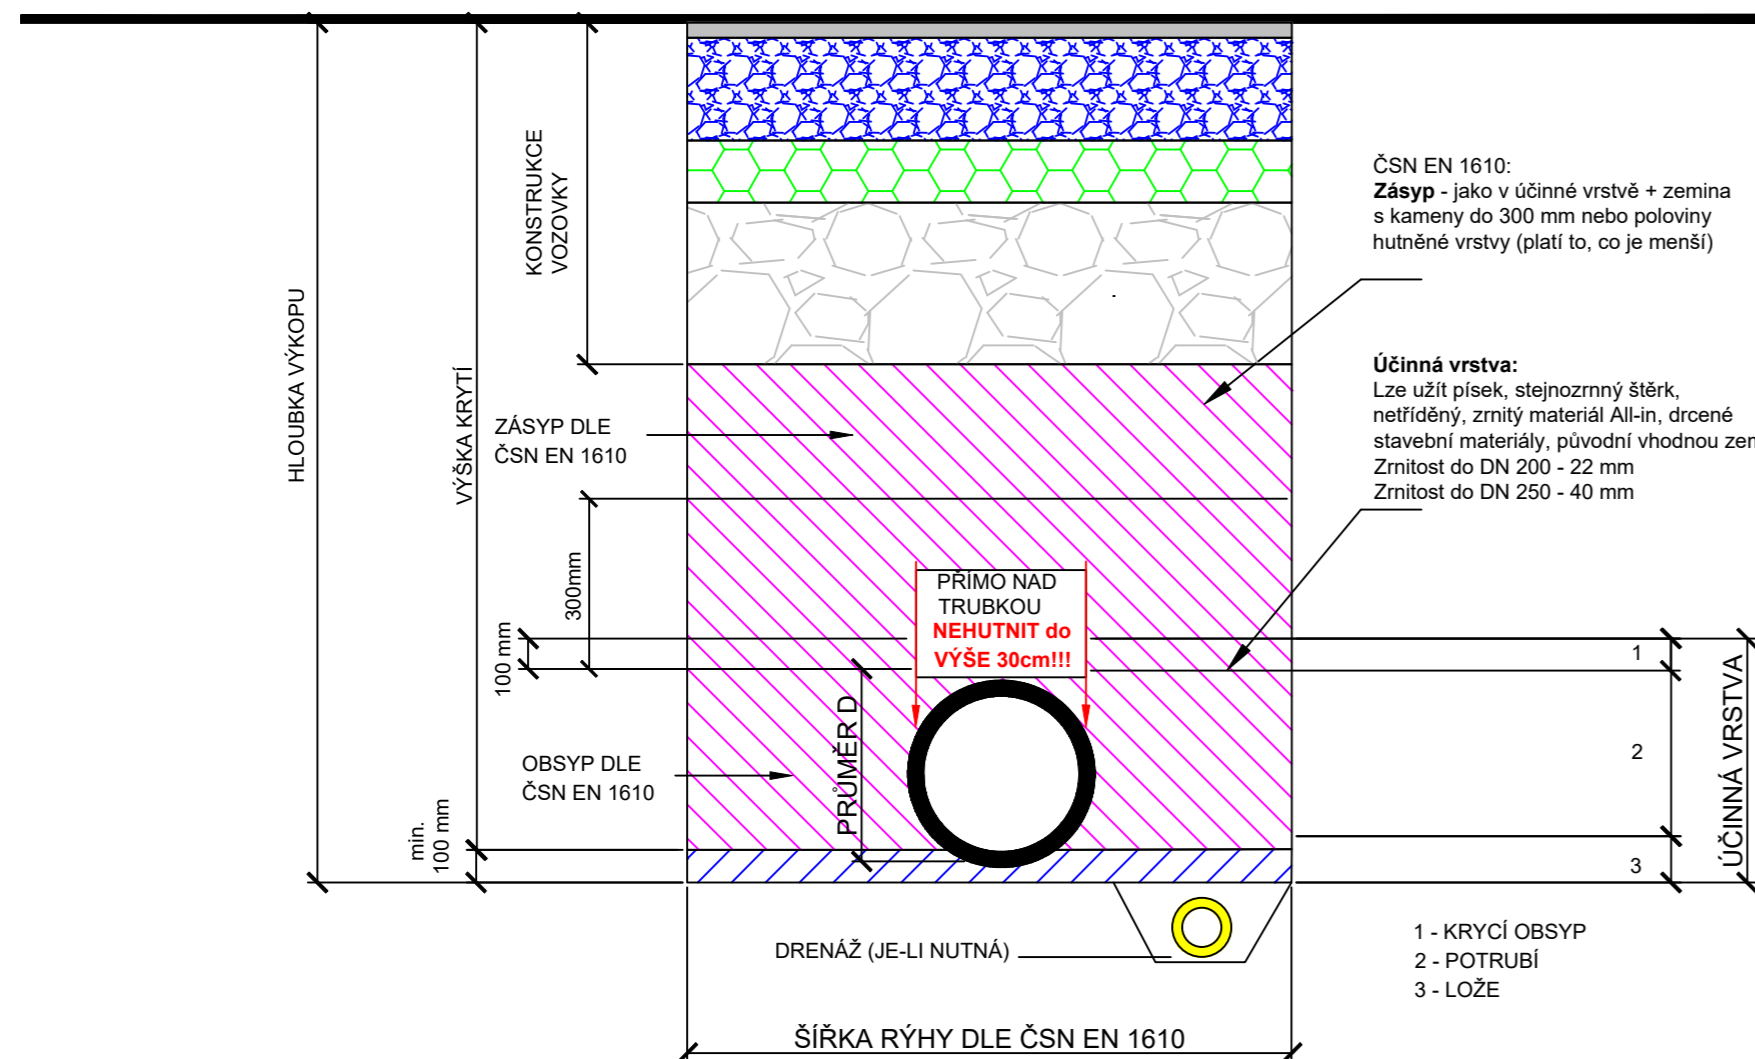 HLOUBKA VÝKOPU
VÝŠKA KRYTÍ
KONSTRUKCE
VOZOVKY
ČSN EN 1610:
Zásyp - jako v účinné vrstvě + zemina
s kameny do 300 mm nebo poloviny
hutněné vrstvy (platí to, co je menší)
Účinná vrstva:
Lze užít písek, stejnozrnný štěrk,
netříděný, zrnitý materiál All-in, drcené
stavební materiály, původní vhodnou
Zrnitost do DN 200 - 22 mm
Zrnitost do DN 250 - 40 mm
ZÁSYP DLE
ČSN EN 1610
300mm
100 mm
PŘÍMO NAD
TRUBKOU
NEHUTNIT do
VÝŠE 30cm!!!
PRŮMĚR D
OBSYP DLE
ČSN EN 1610
min.
100 mm
1
2
3
ÚČINNÁ VRSTVA
DRENÁŽ (JE-LI NUTNÁ)
1 - KRYCÍ OBSYP
2 - POTRUBÍ
3 - LOŽE
ŠÍŘKA RÝHY DLE ČSN EN 1610